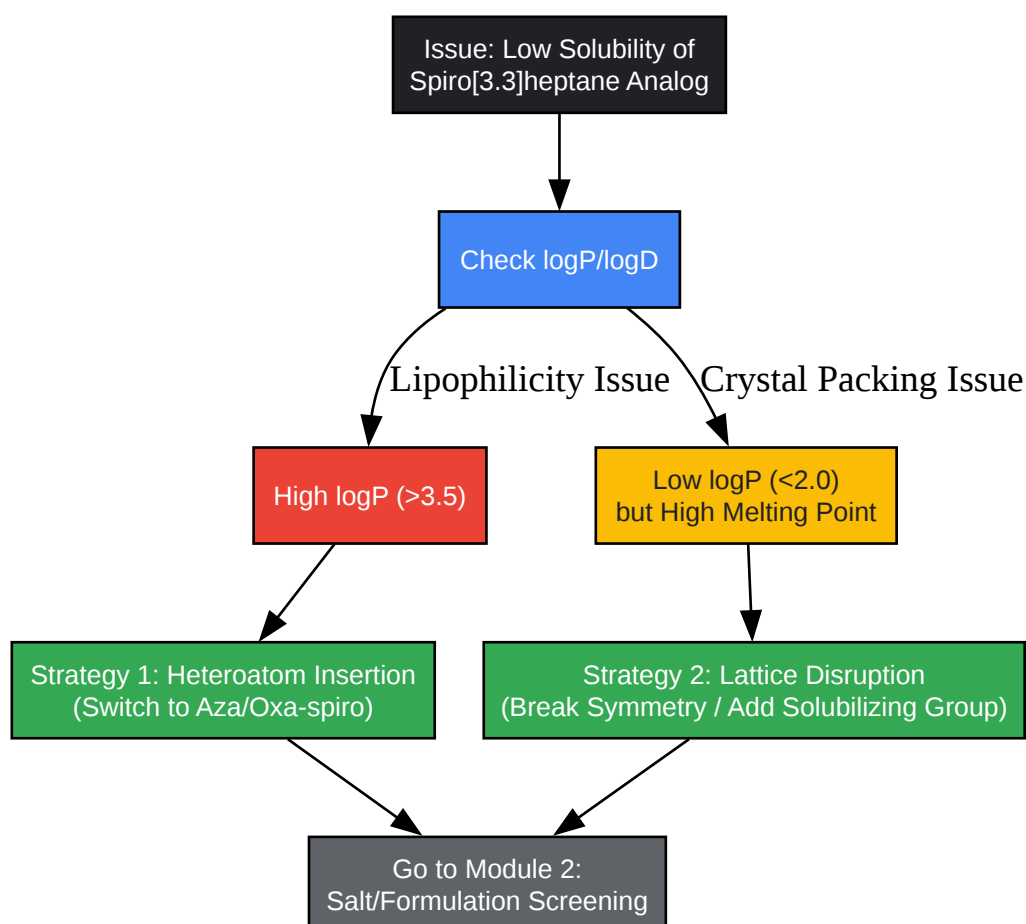 Issue: Low Solubility of
Spiro[3.3]heptane Analog
Check logP/logD
Lipophilicity Issue
Crystal Packing Issue
High logP (>3.5)
Low logP (<2.0)
but High Melting Point
Strategy 1: Heteroatom Insertion
(Switch to Aza/Oxa-spiro)
Strategy 2: Lattice Disruption
(Break Symmetry / Add Solubilizing Group)
Go to Module 2:
Salt/Formulation Screening